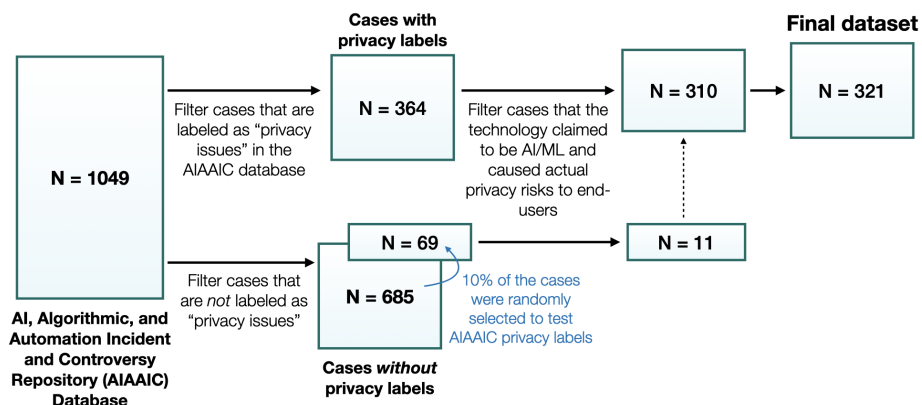 Cases with
privacy labels
Final dataset
N = 1049
Filter cases that are
labeled as “privacy
issues” in the
AIAAIC database
N = 364
Filter cases that the
technology claimed
to be AI/ML and
caused actual
privacy risks to end-
users
N = 310
N = 321
Filter cases that
are not labeled as
“privacy issues”
N = 69
N = 685
10% of the cases
were randomly
selected to test
AIAAIC privacy labels
N = 11
AI, Algorithmic, and
Automation Incident
and Controversy
Repository (AIAAIC)
Database
Cases without
privacy labels